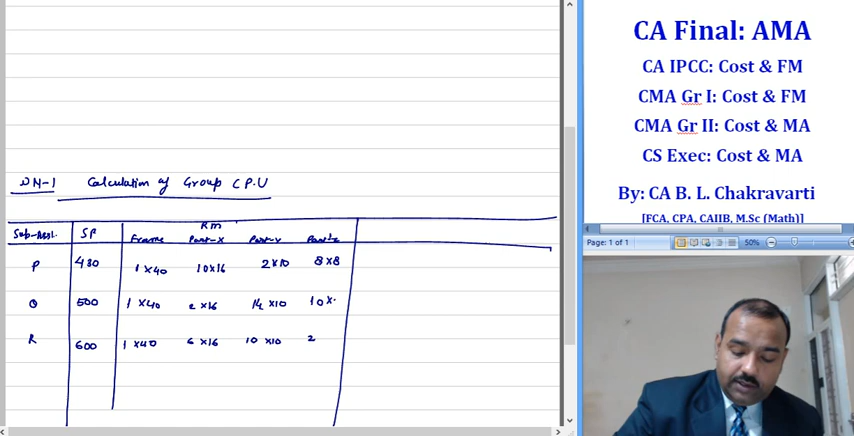 CA Final: AMA
CA IPCC: Cost & FM
CMA Gr I: Cost & FM
CMA Gr II: Cost & MA
CS Exec: Cost & MA
By: CA B. L. Chakravarti
[FCA, CPA, CAIIB, M.Sc (Math)]
Page: 1 of 1
50%
WN-1 Calculation of Group C P.U
RM
Sub-Assl. SP Frame Part-X Part-Y Part-Z
P 480 1 X 40 10 X 16 2 X 10 8 X 8
Q 500 1 X 40 2 X 16 14 X 10 10 X
R 600 1 X 40 6 X 16 10 X 10 2